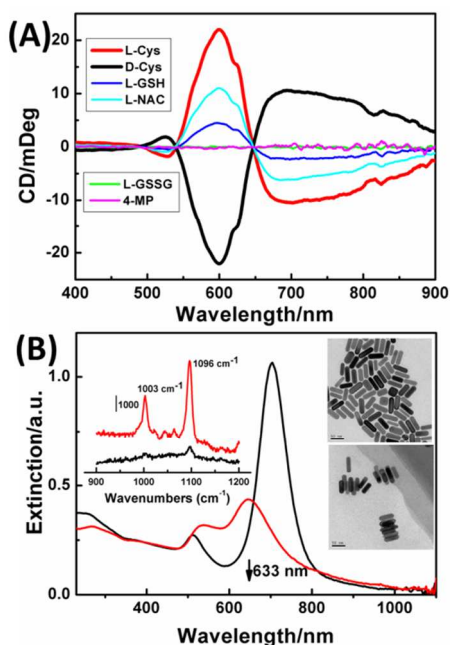 (A)
20
10
0
-10
-20
CD/mDeg
L-Cys
D-Cys
L-GSH
L-NAC
L-GSSG
4-MP
400 500 600 700 800 900
Wavelength/nm
(B)
1.0
0.5
0.0
Extinction/a.u.
1000
1003 cm-1
1096 cm-1
900 1000 1100 1200
Wavenumbers (cm-1)
633 nm
400 600 800 1000
Wavelength/nm